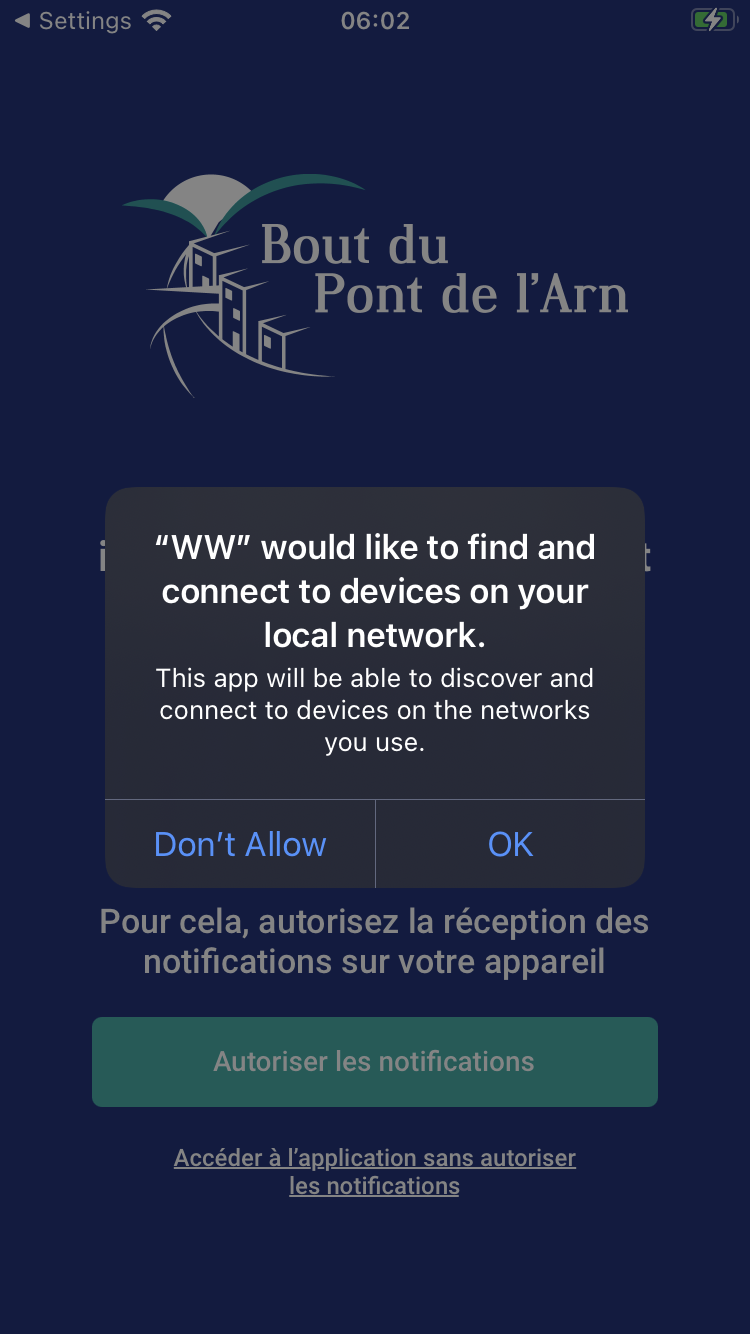 Settings
06:02
Bout du
Pont de l’Arn
“WW” would like to find and
connect to devices on your
local network.
This app will be able to discover and
connect to devices on the networks
you use.
Don’t Allow
OK
Pour cela, autorisez la réception des
notifications sur votre appareil
Autoriser les notifications
Accéder à l’application sans autoriser
les notifications